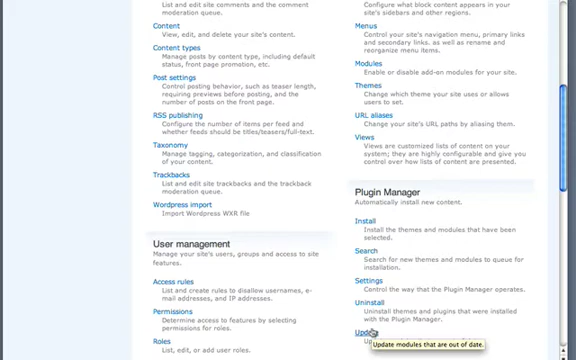 List and edit site comments and the comment
moderation queue.
Content
View, edit, and delete your site's content.
Content types
Manage posts by content type, including default
status, front page promotion, etc.
Post settings
Control posting behavior, such as teaser length,
requiring previews before posting, and the
number of posts on the front page.
RSS publishing
Configure the number of items per feed and
whether feeds should be titles/teasers/full-text.
Taxonomy
Manage tagging, categorization, and classification
of your content.
Trackbacks
List and edit site trackbacks and the trackback
moderation queue.
Wordpress import
Import Wordpress WXR file
User management
Manage your site's users, groups and access to site
features.
Access rules
List and create rules to disallow usernames, e-
mail addresses, and IP addresses.
Permissions
Determine access to features by selecting
permissions for roles.
Roles
List, edit, or add user roles.
Configure what block content appears in your
site's sidebars and other regions.
Menus
Control your site's navigation menu, primary links
and secondary links. as well as rename and
reorganize menu items.
Modules
Enable or disable add-on modules for your site.
Themes
Change which theme your site uses or allows
users to set.
URL aliases
Change your site's URL paths by aliasing them.
Views
Views are customized lists of content on your
system; they are highly configurable and give you
control over how lists of content are presented.
Plugin Manager
Automatically install new content.
Install
Install the themes and modules that have been
selected.
Search
Search for new themes and modules to queue for
installation.
Settings
Control the way that the Plugin Manager operates.
Uninstall
Uninstall themes and plugins that were installed
with the Plugin Manager.
Update
Update modules that are out of date.